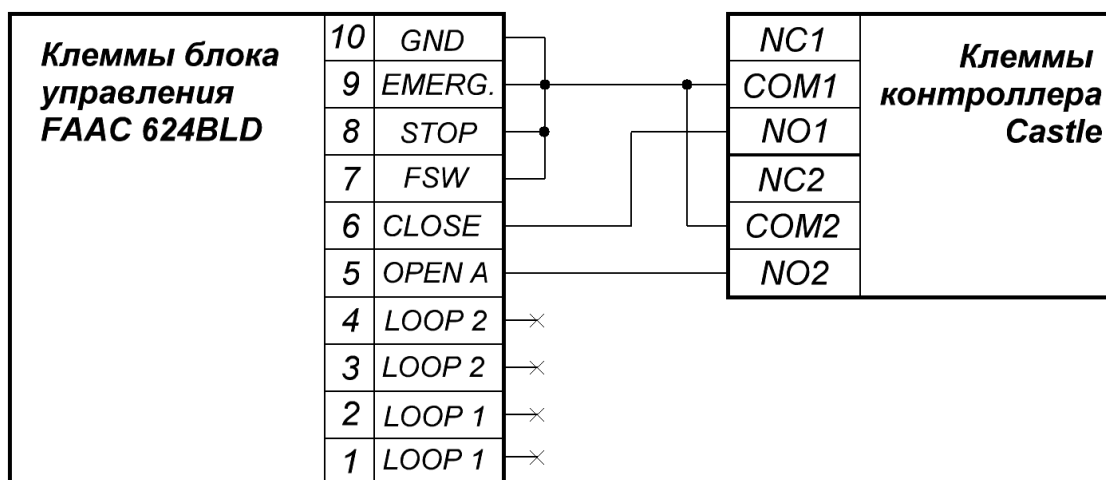 Клеммы блока
управления
FAAC 624BLD
10 GND
9 EMERG.
8 STOP
7 FSW
6 CLOSE
5 OPEN A
4 LOOP 2
3 LOOP 2
2 LOOP 1
1 LOOP 1
NC1
COM1
NO1
NC2
COM2
NO2
Клеммы
контроллера
Castle